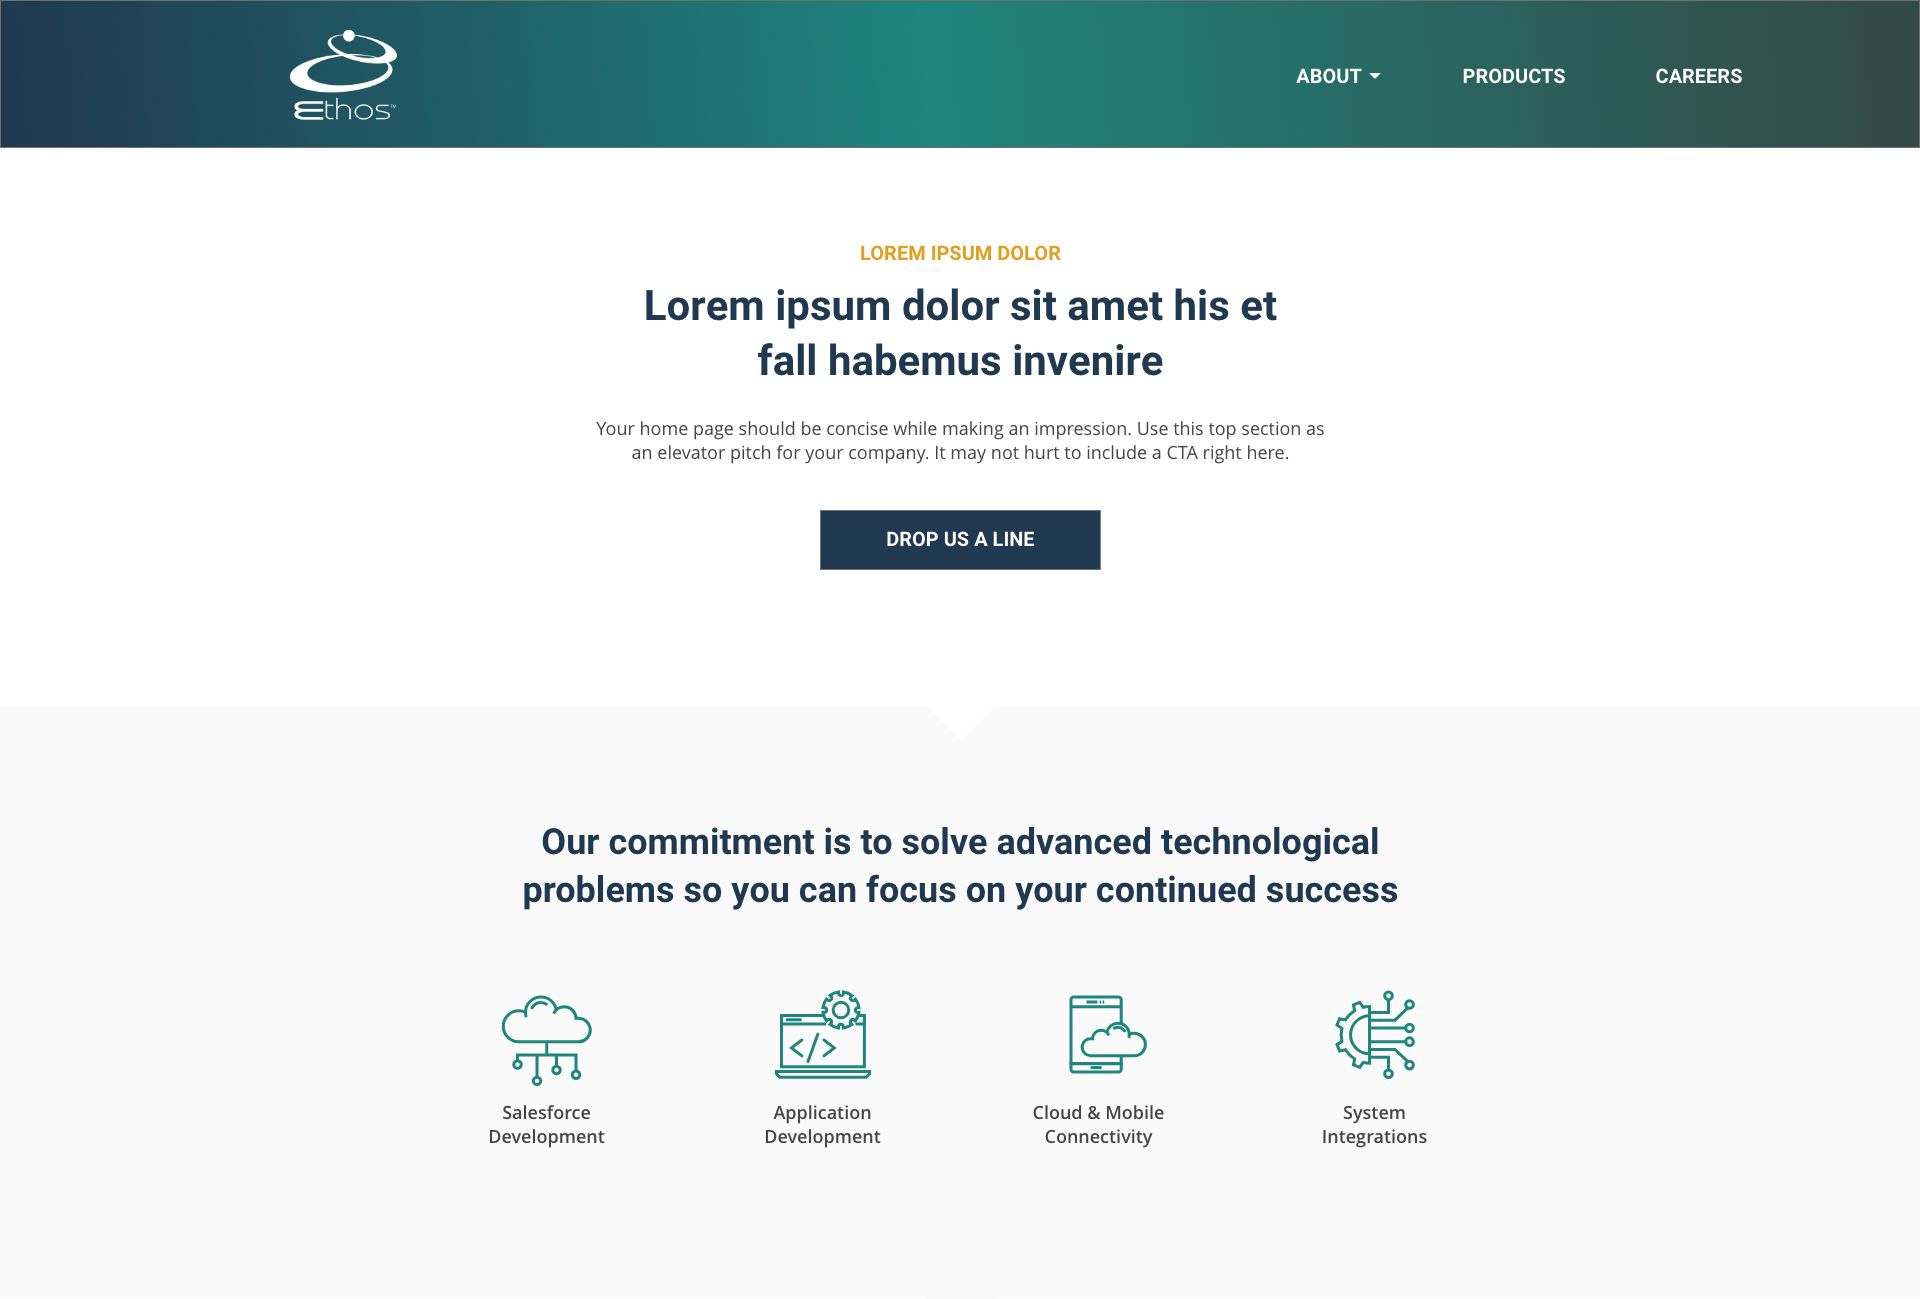 Ethos™
ABOUT
PRODUCTS
CAREERS
LOREM IPSUM DOLOR
Lorem ipsum dolor sit amet his et
fall habemus invenire
Your home page should be concise while making an impression. Use this top section as
an elevator pitch for your company. It may not hurt to include a CTA right here.
DROP US A LINE
Our commitment is to solve advanced technological
problems so you can focus on your continued success
</>
Salesforce
Development
Application
Development
Cloud & Mobile
Connectivity
System
Integrations